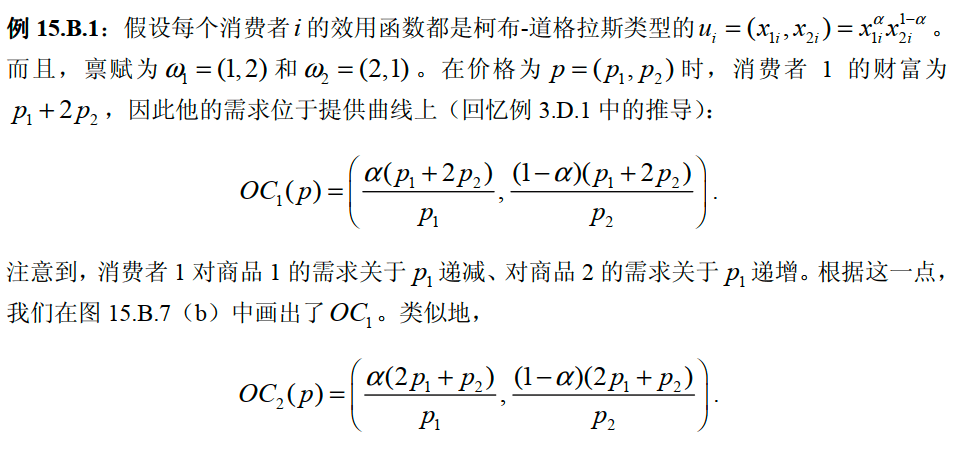 例 15.B.1：假设每个消费者 i 的效用函数都是柯布-道格拉斯类型的 $u_i = (x_{1i}, x_{2i}) = x_{1i}^{\alpha} x_{2i}^{1-\alpha}$ 。
而且，禀赋为 $\omega_1 = (1,2)$ 和 $\omega_2 = (2,1)$ 。在价格为 $p = (p_1, p_2)$ 时，消费者 1 的财富为
$p_1 + 2p_2$，因此他的需求位于提供曲线上（回忆例 3.D.1 中的推导）：
$OC_1(p) = \left( \frac{\alpha(p_1 + 2p_2)}{p_1}, \frac{(1-\alpha)(p_1 + 2p_2)}{p_2} \right).$
注意到，消费者 1 对商品 1 的需求关于 $p_1$ 递减、对商品 2 的需求关于 $p_1$ 递增。根据这一点，
我们在图 15.B.7（b）中画出了 $OC_1$。类似地，
$OC_2(p) = \left( \frac{\alpha(2p_1 + p_2)}{p_1}, \frac{(1-\alpha)(2p_1 + p_2)}{p_2} \right).$